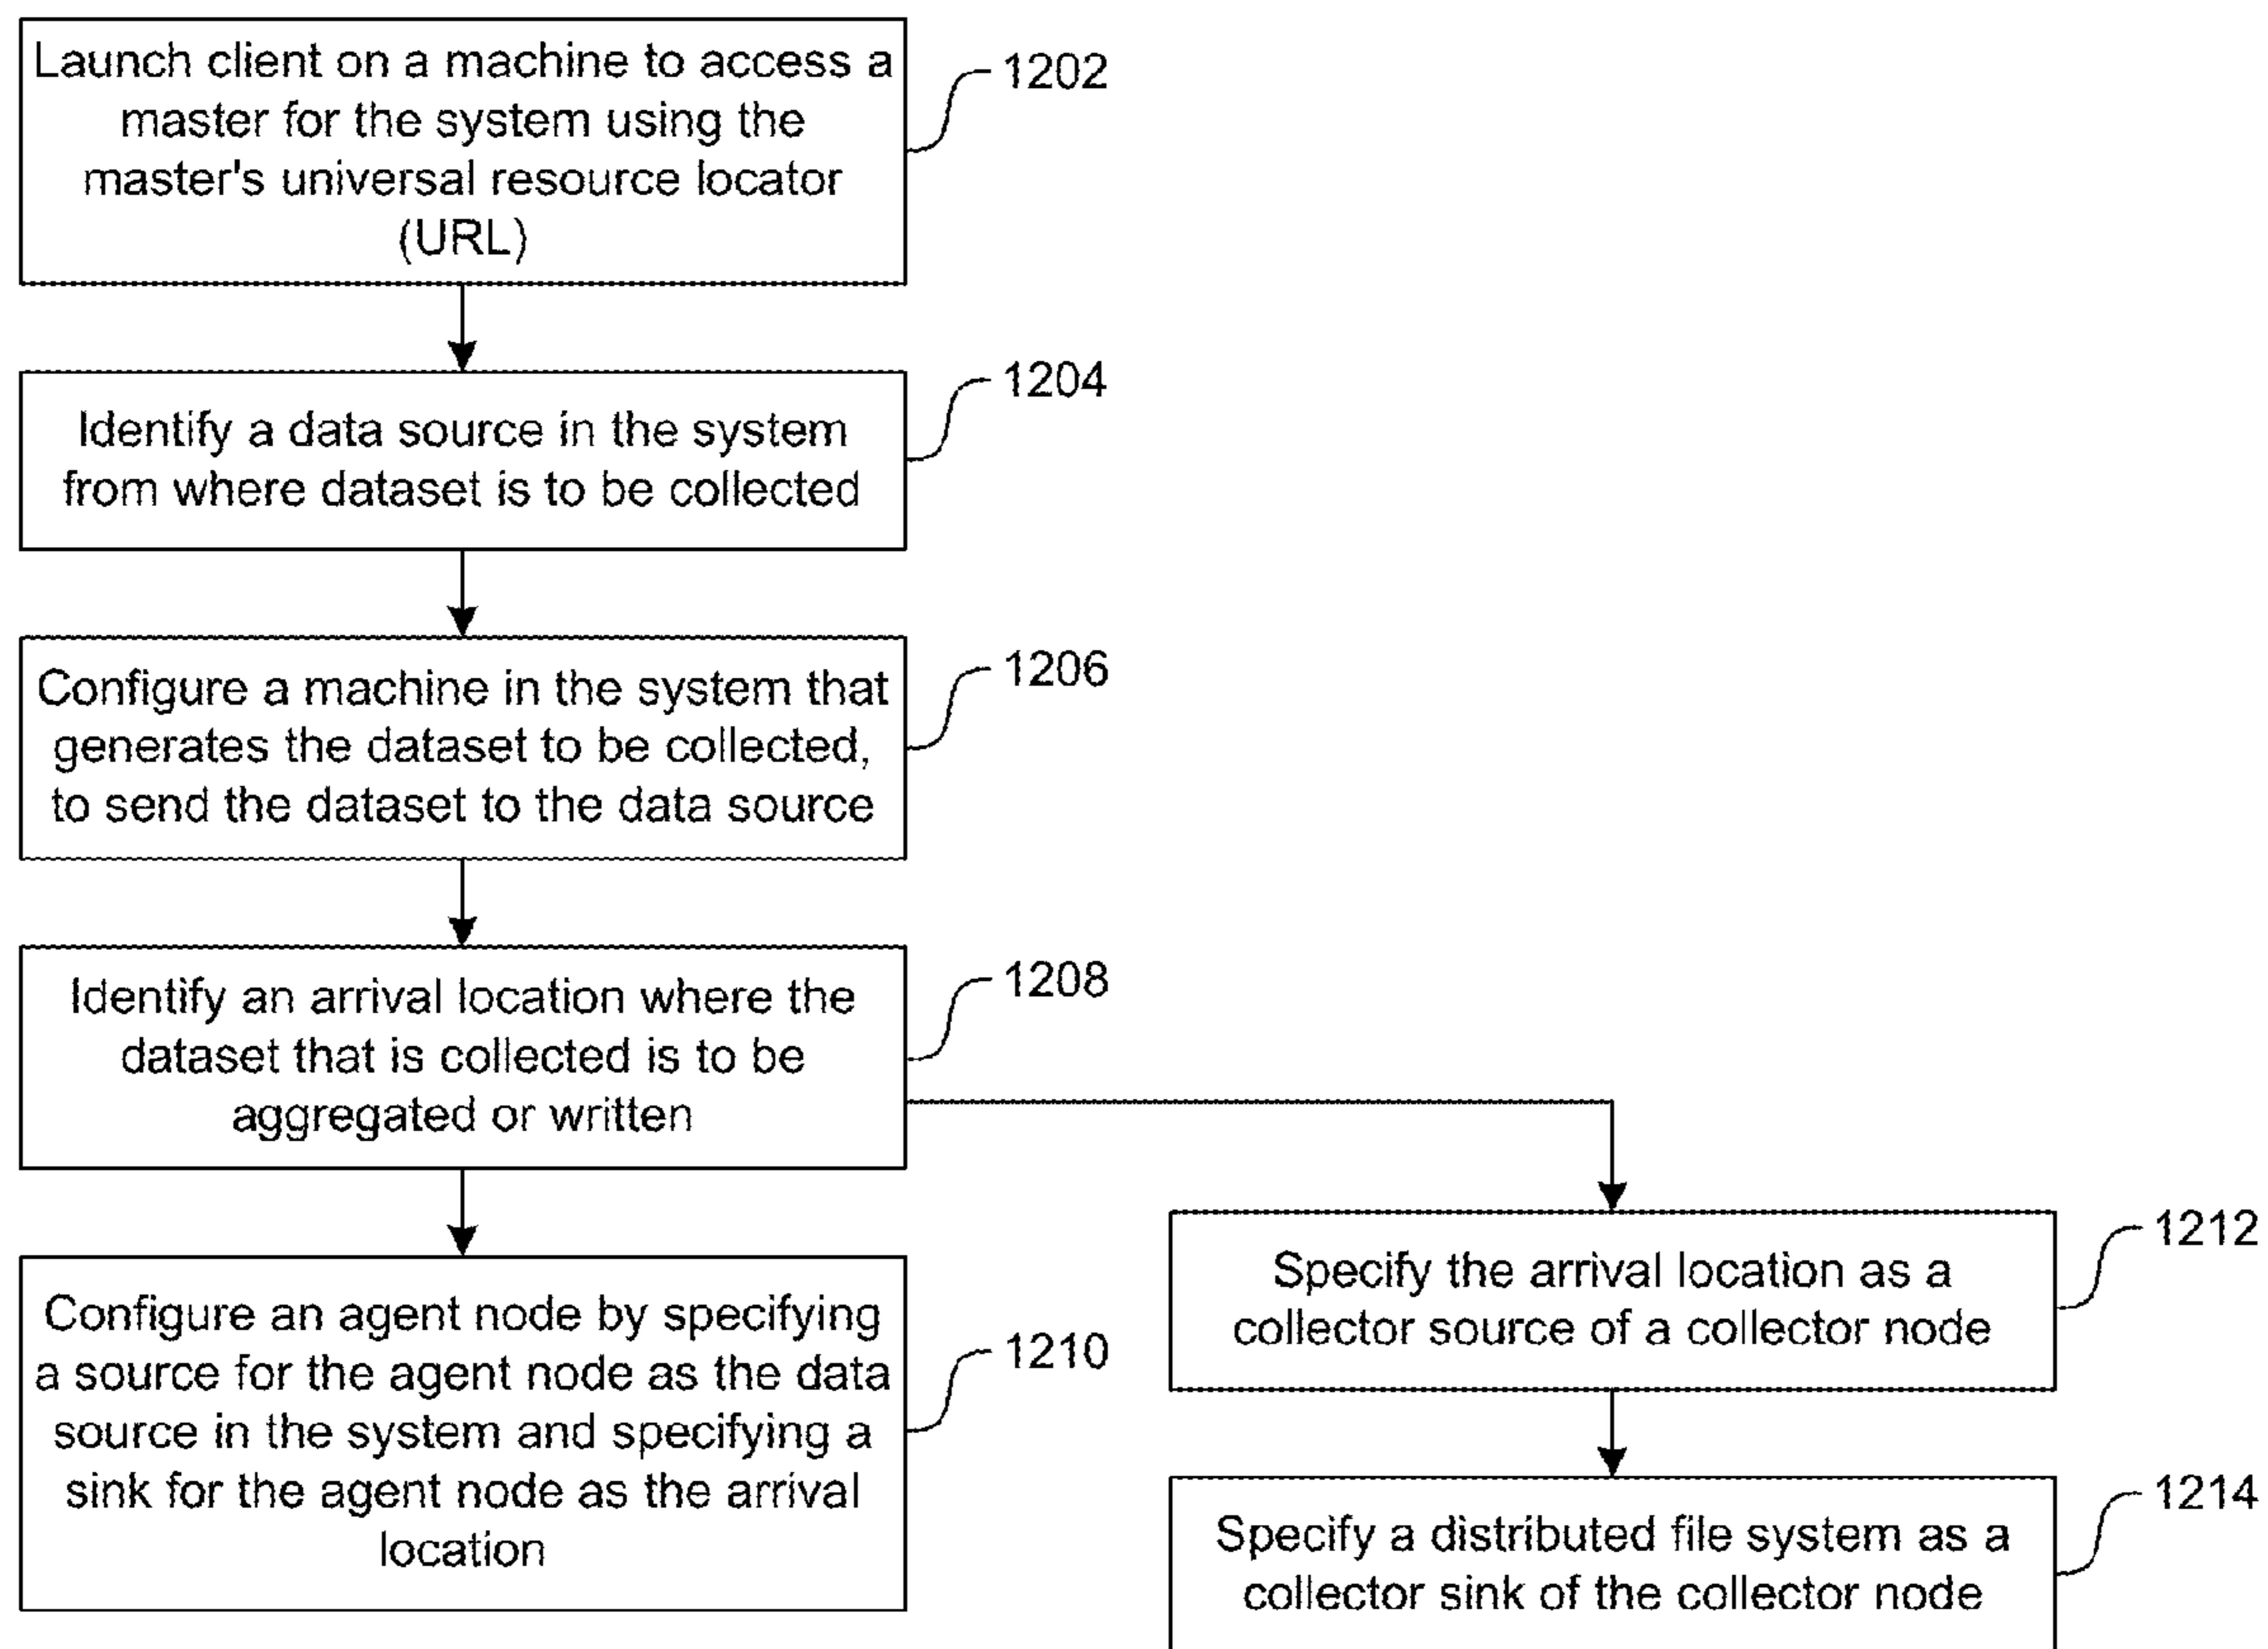 Launch client on a machine to access a
master for the system using the
master's universal resource locator
(URL)
1202
Identify a data source in the system
from where dataset is to be collected
1204
Configure a machine in the system that
generates the dataset to be collected,
to send the dataset to the data source
1206
Identify an arrival location where the
dataset that is collected is to be
aggregated or written
1208
Configure an agent node by specifying
a source for the agent node as the data
source in the system and specifying a
sink for the agent node as the arrival
location
1210
Specify the arrival location as a
collector source of a collector node
1212
Specify a distributed file system as a
collector sink of the collector node
1214